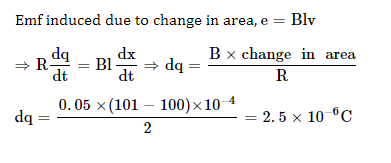 Emf induced due to change in area, e = Blv
⇒ R dq/dt = Bl dx/dt ⇒ dq = B × change in area / R
dq = 0.05 × (101 − 100) × 10⁻⁴ / 2 = 2.5 × 10⁻⁶ C